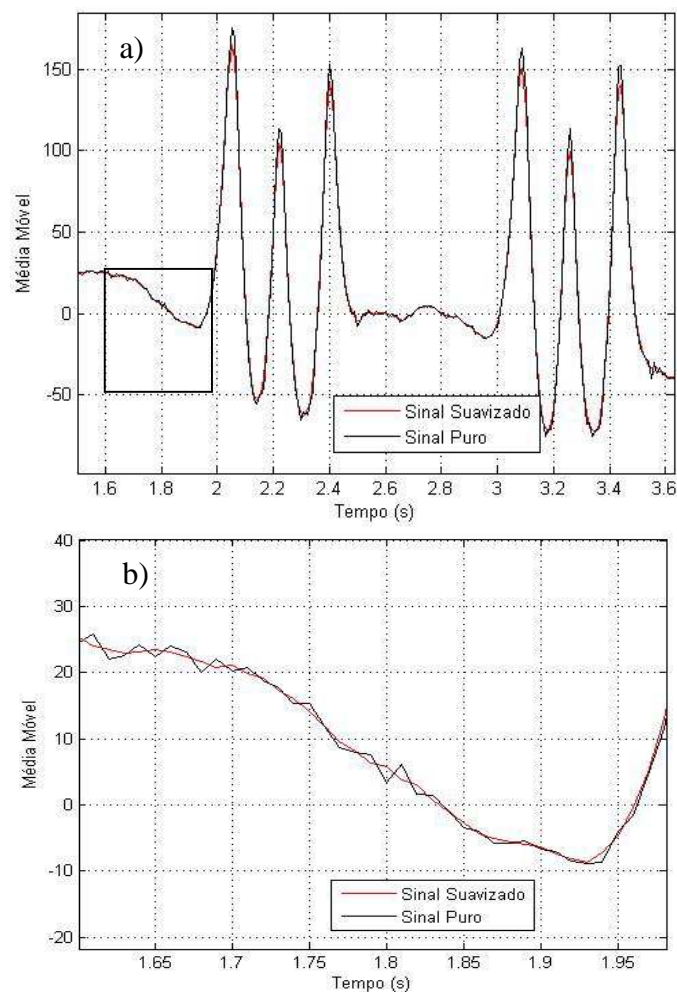 a)
150
100
50
0
-50
Média Móvel
Sinal Suavizado
Sinal Puro
1.6 1.8 2 2.2 2.4 2.6 2.8 3 3.2 3.4 3.6
Tempo (s)
b)
40
30
20
10
0
-10
-20
Média Móvel
Sinal Suavizado
Sinal Puro
1.65 1.7 1.75 1.8 1.85 1.9 1.95
Tempo (s)